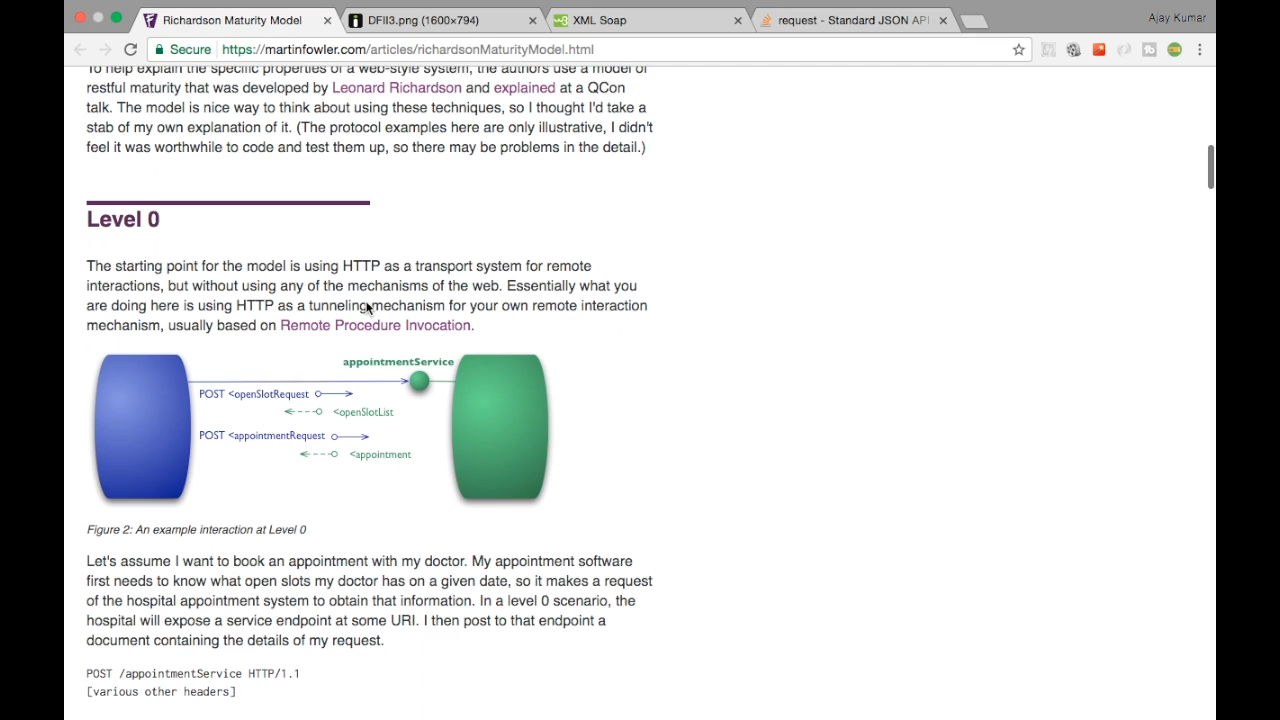 Richardson Maturity Model
DFII3.png (1600×794)
XML Soap
request - Standard JSON API
Ajay Kumar
Secure
https://martinfowler.com/articles/richardsonMaturityModel.html
To help explain the specific properties of a web-style system, the authors use a model of
restful maturity that was developed by Leonard Richardson and explained at a QCon
talk. The model is nice way to think about using these techniques, so I thought I'd take a
stab of my own explanation of it. (The protocol examples here are only illustrative, I didn't
feel it was worthwhile to code and test them up, so there may be problems in the detail.)
Level 0
The starting point for the model is using HTTP as a transport system for remote
interactions, but without using any of the mechanisms of the web. Essentially what you
are doing here is using HTTP as a tunneling mechanism for your own remote interaction
mechanism, usually based on Remote Procedure Invocation.
appointmentService
POST <openSlotRequest
<openSlotList
POST <appointmentRequest
<appointment
Figure 2: An example interaction at Level 0
Let's assume I want to book an appointment with my doctor. My appointment software
first needs to know what open slots my doctor has on a given date, so it makes a request
of the hospital appointment system to obtain that information. In a level 0 scenario, the
hospital will expose a service endpoint at some URI. I then post to that endpoint a
document containing the details of my request.
POST /appointmentService HTTP/1.1
[various other headers]